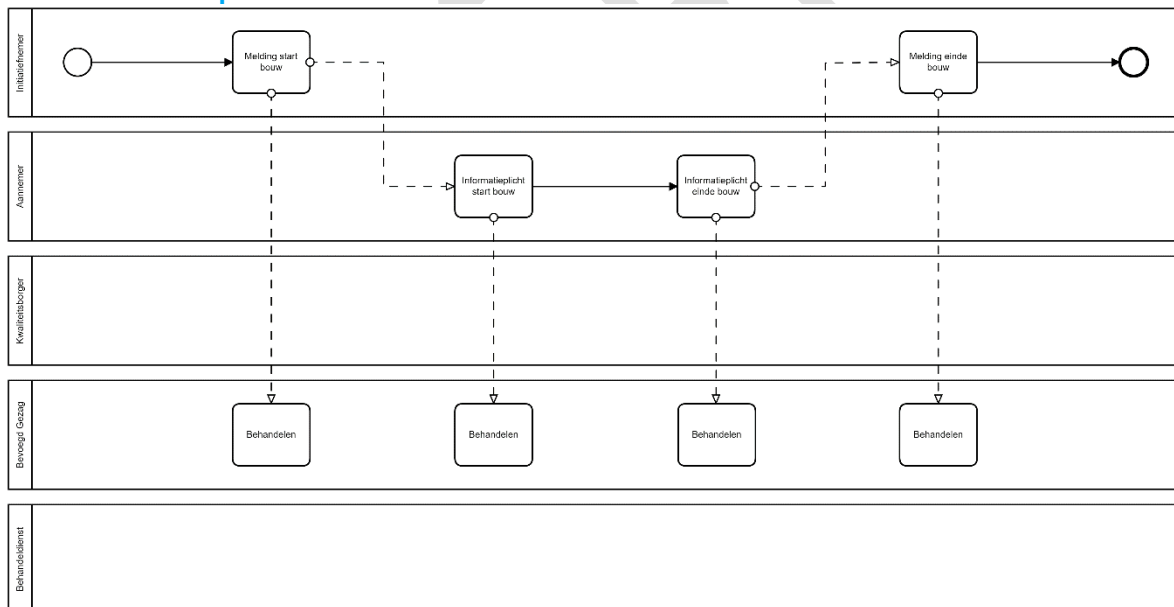 Initiatiefnemer
Melding start
bouw
Melding einde
bouw
Aannemer
Informatieplicht
start bouw
Informatieplicht
einde bouw
Kwaliteitsborger
Bevoegd Gezag
Behandelen
Behandelen
Behandelen
Behandelen
Behandeldienst